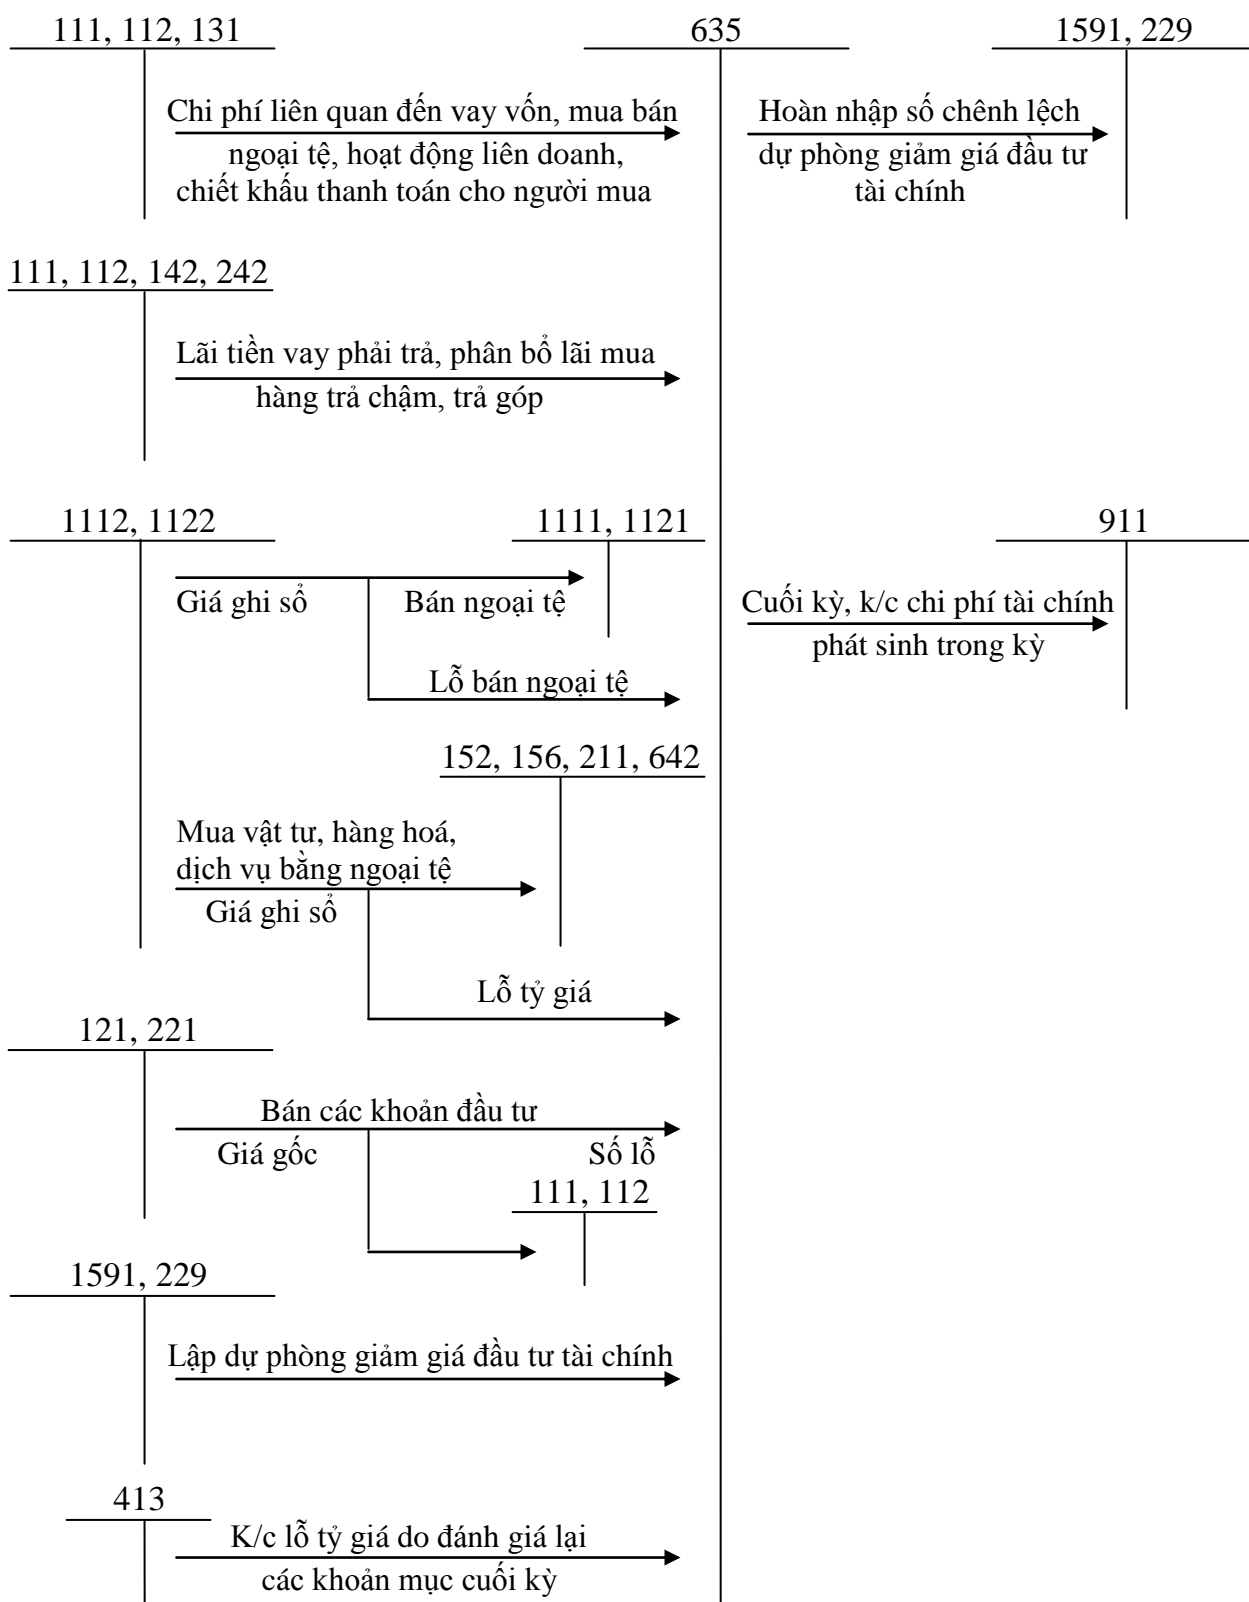 111, 112, 131
635
1591, 229
Chi phí liên quan đến vay vốn, mua bán
ngoại tệ, hoạt động liên doanh,
chiết khấu thanh toán cho người mua
Hoàn nhập số chênh lệch
dự phòng giảm giá đầu tư
tài chính
111, 112, 142, 242
Lãi tiền vay phải trả, phân bổ lãi mua
hàng trả chậm, trả góp
1112, 1122
1111, 1121
911
Giá ghi sổ
Bán ngoại tệ
Cuối kỳ, k/c chi phí tài chính
phát sinh trong kỳ
Lỗ bán ngoại tệ
152, 156, 211, 642
Mua vật tư, hàng hoá,
dịch vụ bằng ngoại tệ
Giá ghi sổ
Lỗ tỷ giá
121, 221
Bán các khoản đầu tư
Giá gốc
Số lỗ
111, 112
1591, 229
Lập dự phòng giảm giá đầu tư tài chính
413
K/c lỗ tỷ giá do đánh giá lại
các khoản mục cuối kỳ